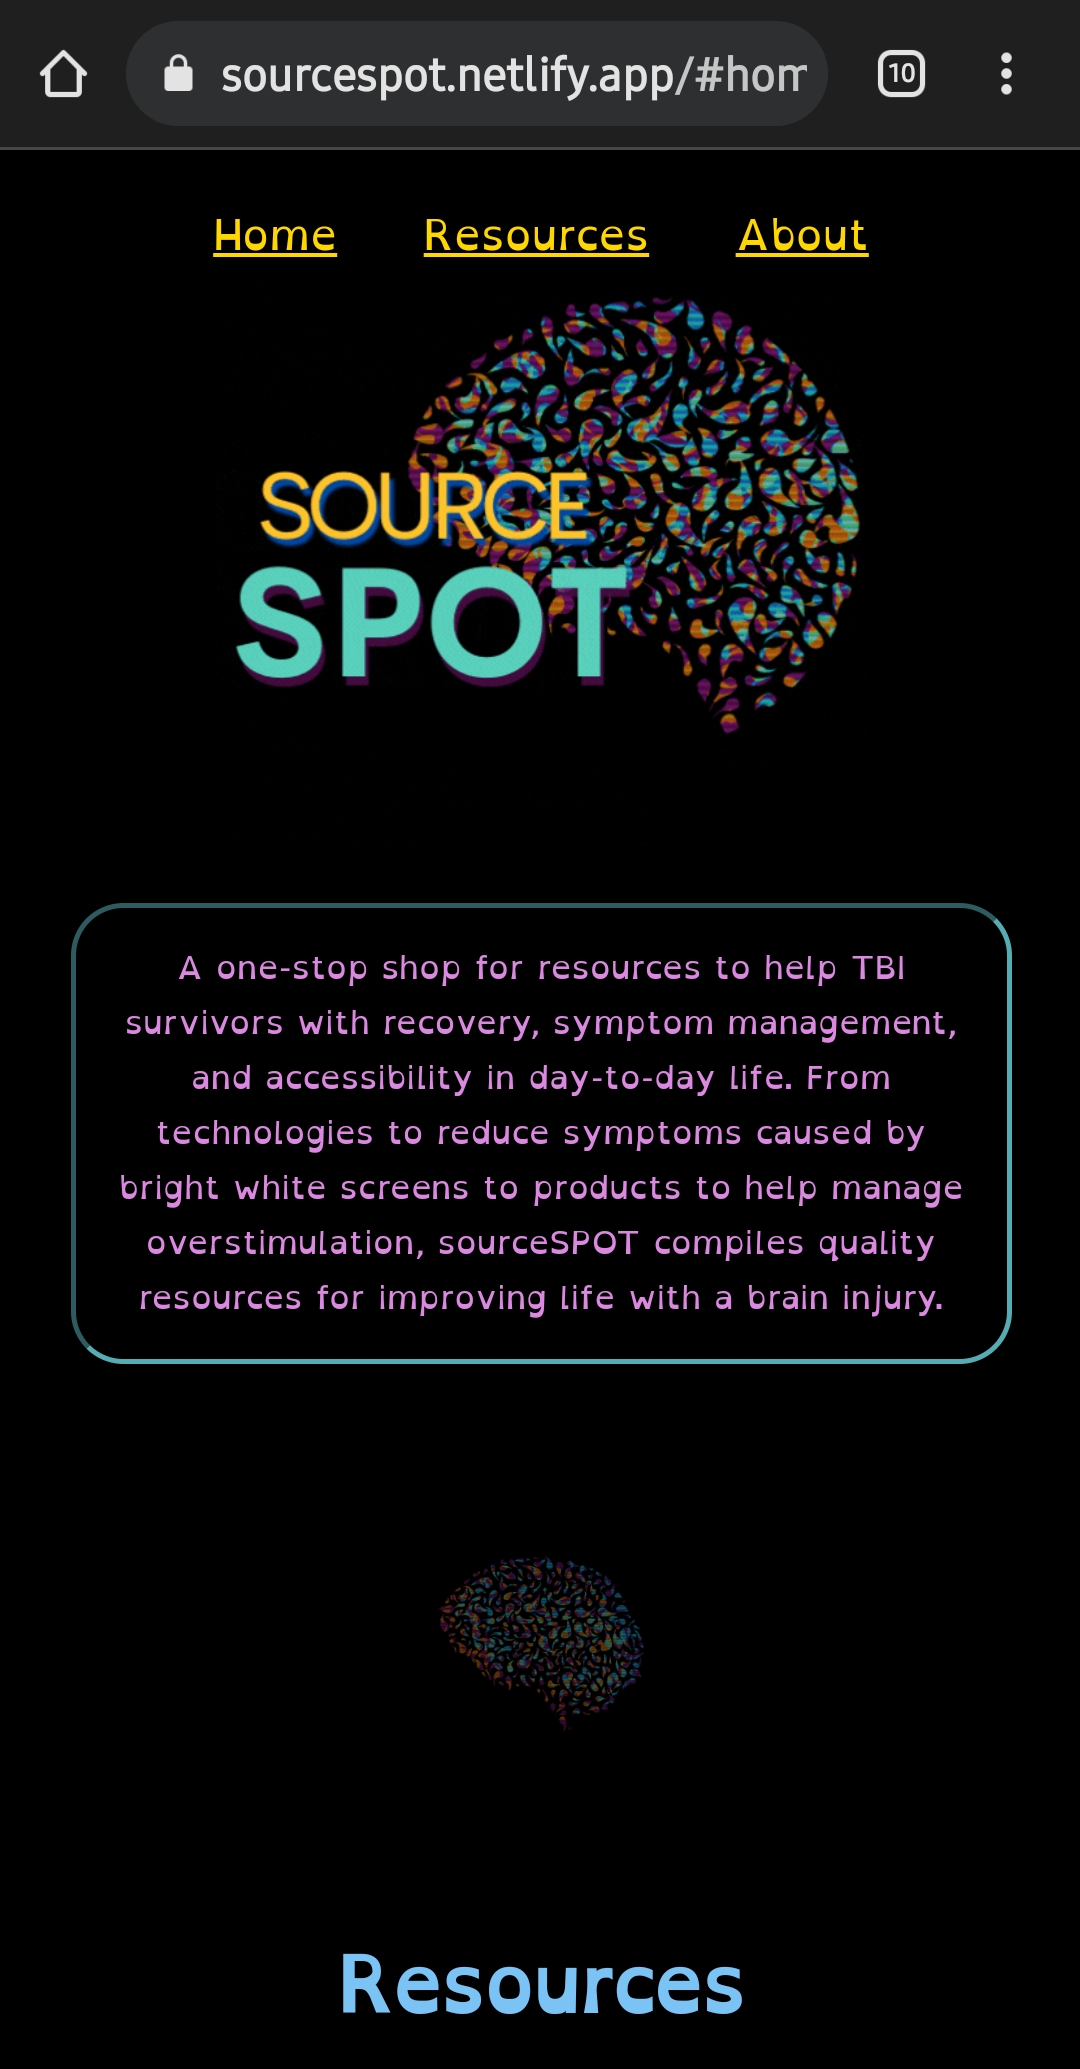 sourcespot.netlify.app/#hom
10
Home Resources About
SOURCE
SPOT
A one-stop shop for resources to help TBI
survivors with recovery, symptom management,
and accessibility in day-to-day life. From
technologies to reduce symptoms caused by
bright white screens to products to help manage
overstimulation, sourceSPOT compiles quality
resources for improving life with a brain injury.
Resources